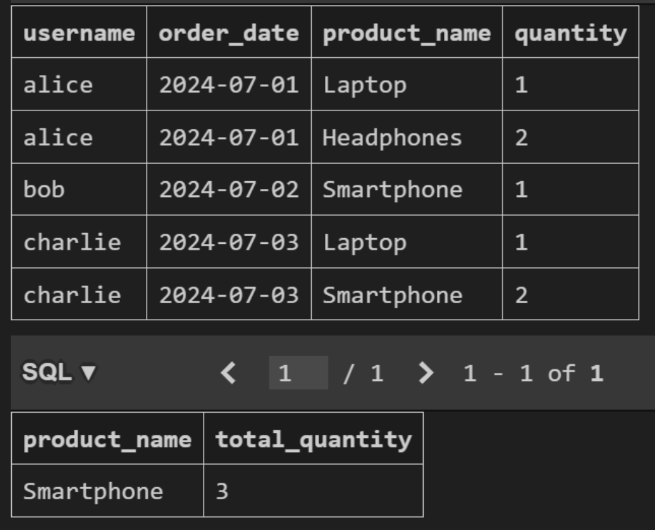 username order_date product_name quantity
alice 2024-07-01 Laptop 1
alice 2024-07-01 Headphones 2
bob 2024-07-02 Smartphone 1
charlie 2024-07-03 Laptop 1
charlie 2024-07-03 Smartphone 2
SQL ▼ < 1 / 1 > 1 - 1 of 1
product_name total_quantity
Smartphone 3